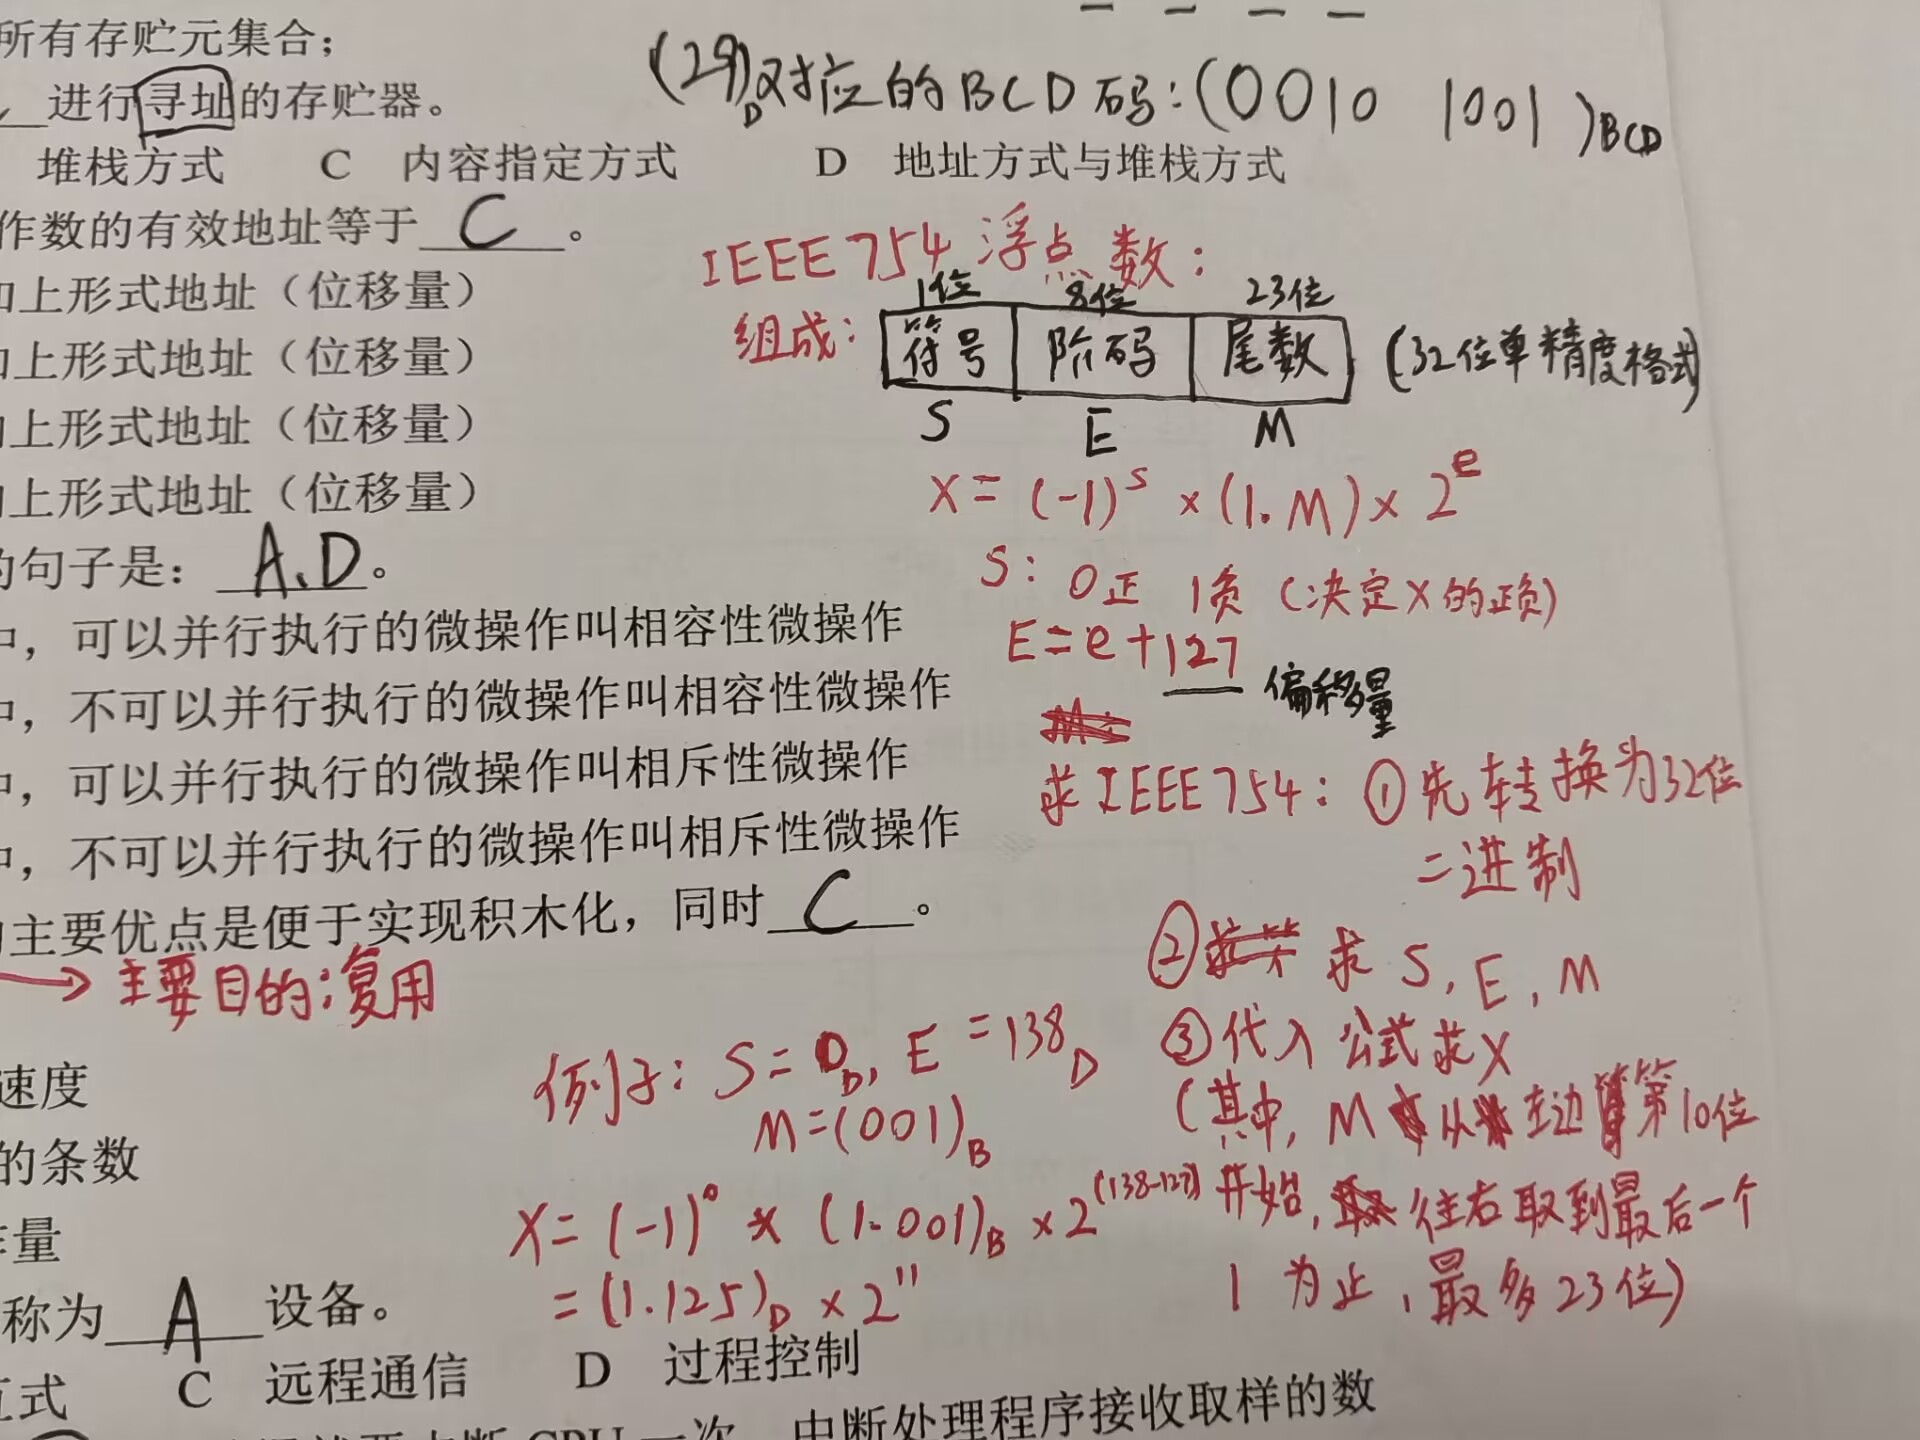 所有存贮元集合；
进行寻址的存贮器。
(29)D对应的BCD码:(0010 1001)BCD
堆栈方式 C 内容指定方式 D 地址方式与堆栈方式
作数的有效地址等于 C 。
加上形式地址（位移量）
加上形式地址（位移量）
加上形式地址（位移量）
加上形式地址（位移量）
IEEE754 浮点数:
1位 8位 23位
组成: 符号 阶码 尾数 (32位单精度格式)
S E M
X=(-1)^S×(1.M)×2^e
S: 0正 1负 (决定X的正负)
E=e+127 偏移量
求IEEE754: ①先转换为32位
二进制
② 求 S, E, M
③代入公式求X
(其中, M 从 左边第10位
开始, 往右取到最后一个
1 为止, 最多23位)
的句子是： A、D 。
中，可以并行执行的微操作叫相容性微操作
中，不可以并行执行的微操作叫相容性微操作
中，可以并行执行的微操作叫相斥性微操作
中，不可以并行执行的微操作叫相斥性微操作
主要优点是便于实现积木化，同时 C 。
→主要目的:复用
例子: S=0D, E=138D
M=(001)B
X=(-1)^0×(1.001)B×2^(138-127)
=(1.125)D×2^11
速度
的条数
量
称为 A 设备。
互式 C 远程通信 D 过程控制
CPU一次，中断处理程序接收取样的数